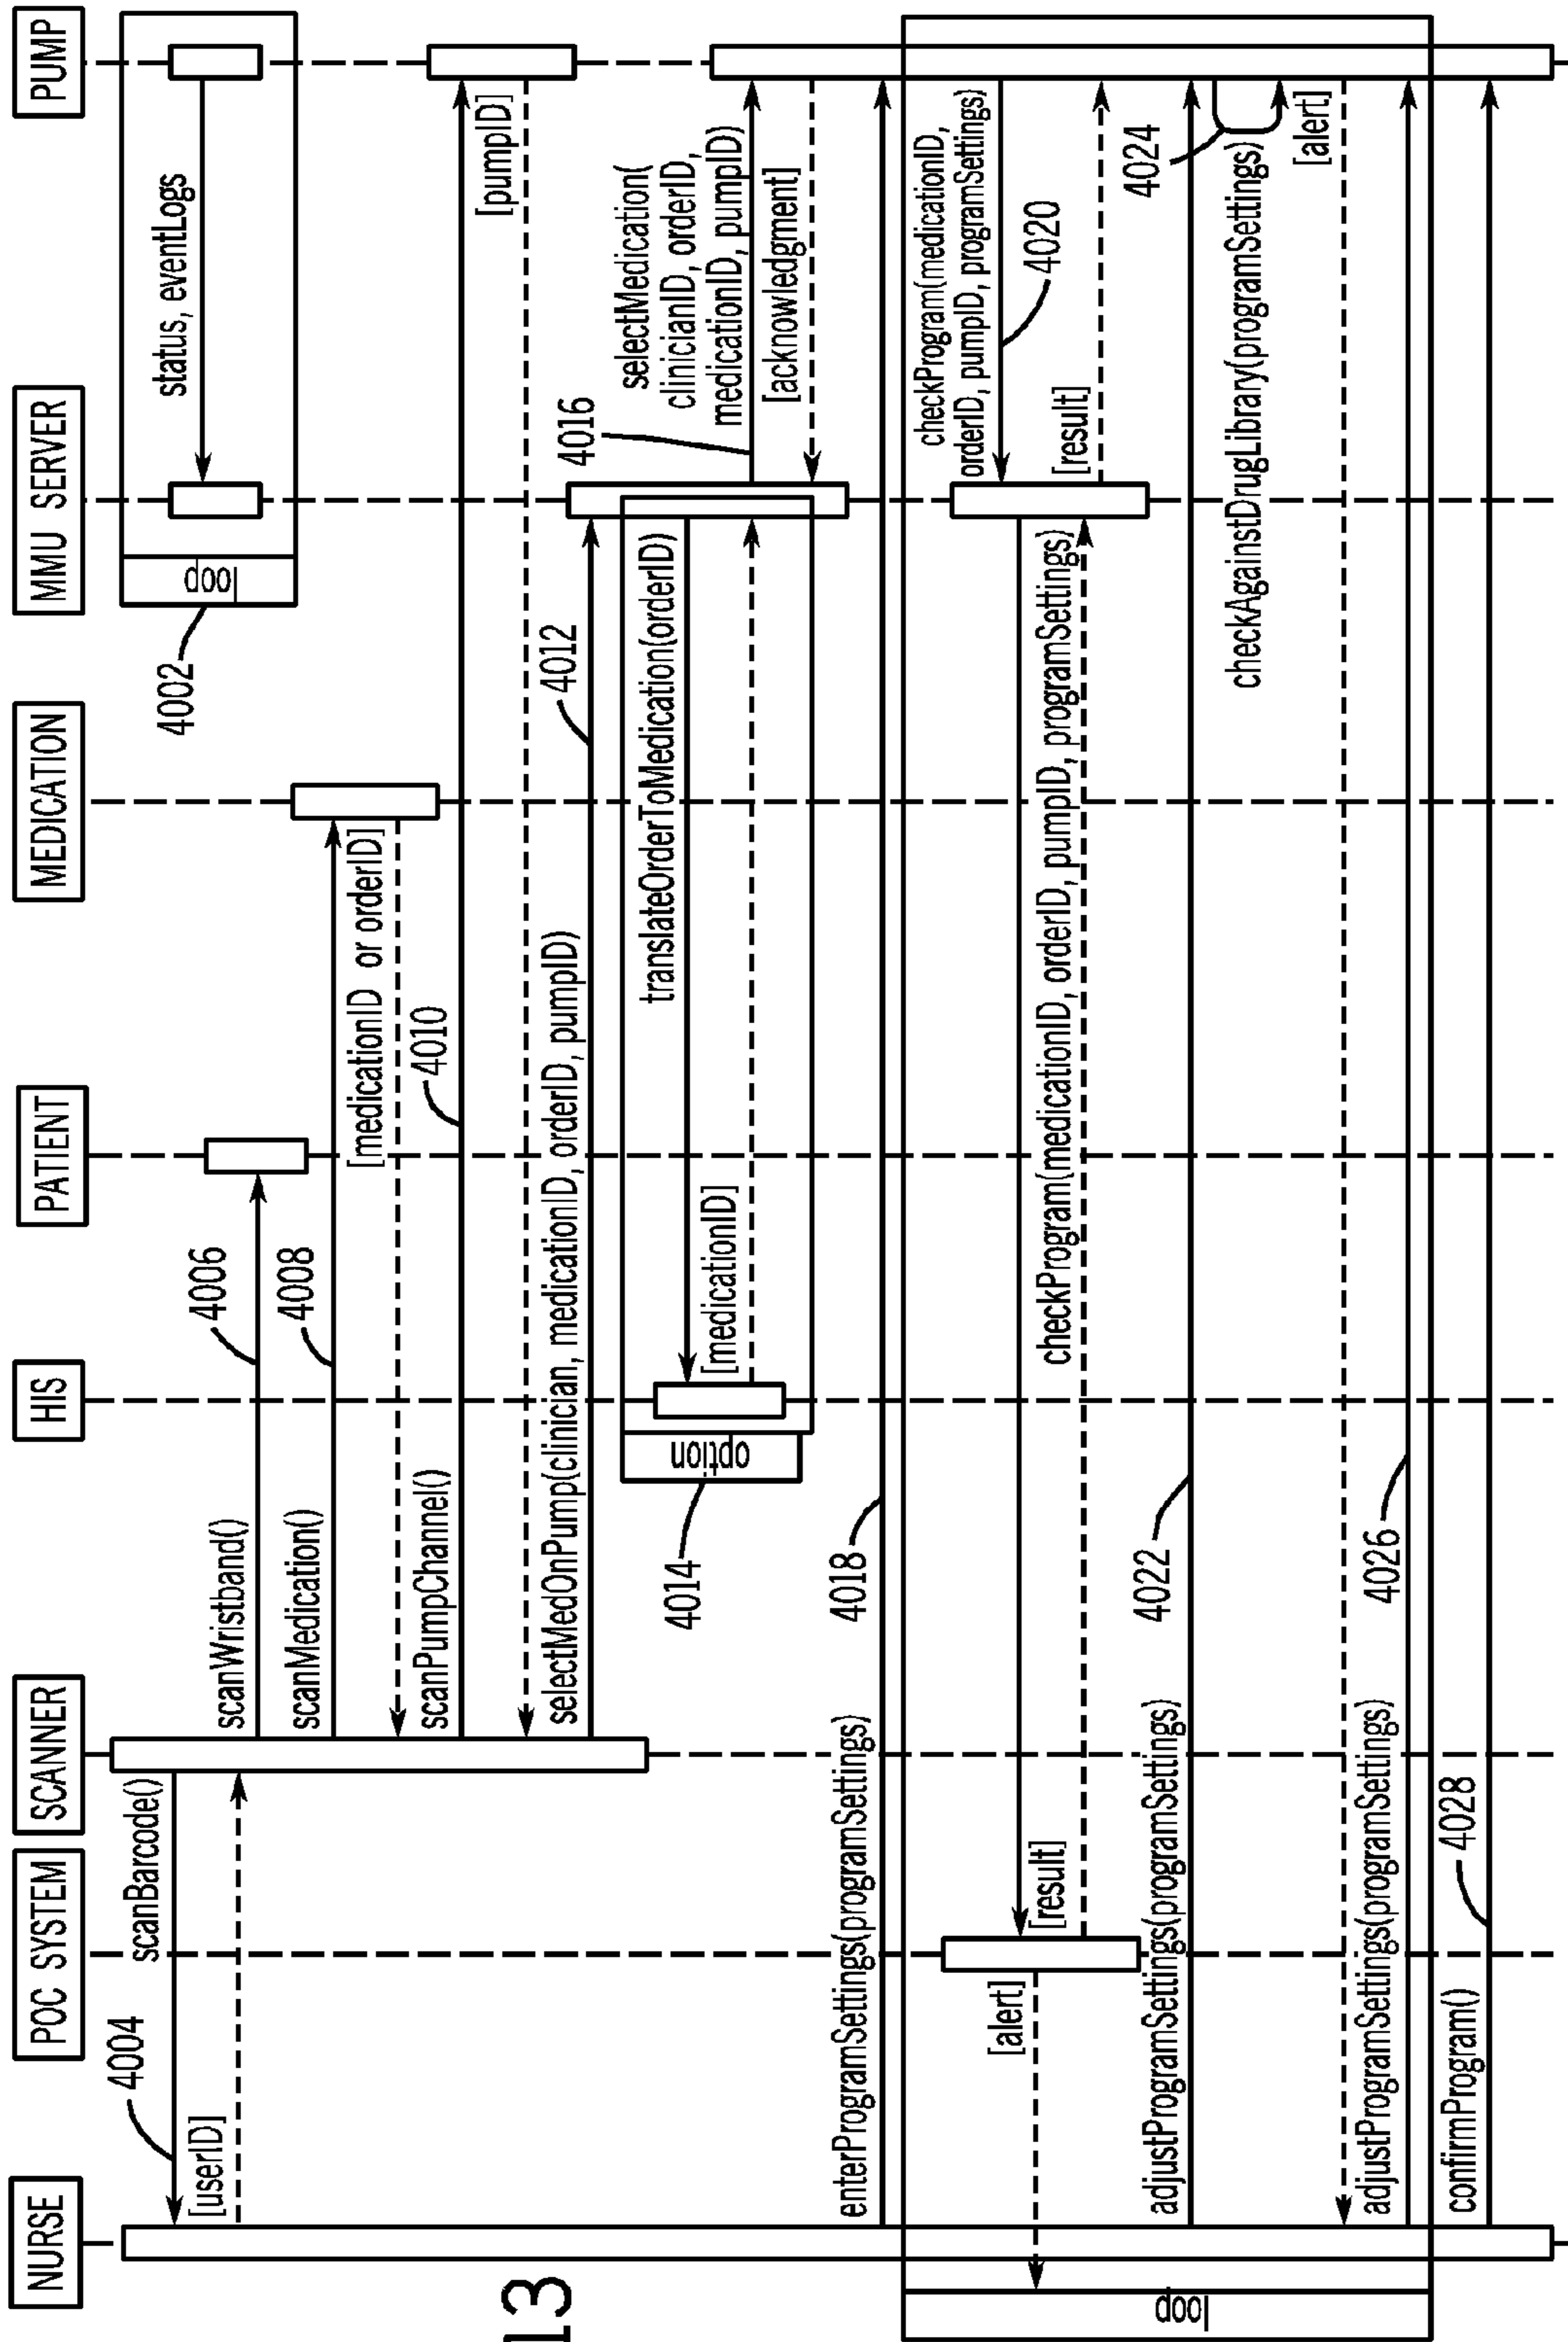 NURSE
POC SYSTEM
SCANNER
HIS
PATIENT
MEDICATION
MMU SERVER
PUMP
loop
4002
status, eventLogs
4004
scanBarcode()
[userID]
scanWristband()
4006
scanMedication()
4008
[medicationID or orderID]
scanPumpChannel()
4010
[pumpID]
selectMedOnPump(clinician, medicationID, orderID, pumpID)
4012
option
4014
translateOrderToMedication(orderID)
[medicationID]
4016
selectMedication(
clinicianID, orderID,
medicationID, pumpID)
[acknowledgment]
enterProgramSettings(programSettings)
4018
loop
checkProgram(medicationID,
orderID, pumpID, programSettings)
4020
[alert]
[result]
checkProgram(medicationID, orderID, pumpID, programSettings)
[result]
adjustProgramSettings(programSettings)
4022
4024
checkAgainstDrugLibrary(programSettings)
[alert]
adjustProgramSettings(programSettings)
4026
confirmProgram()
4028
13